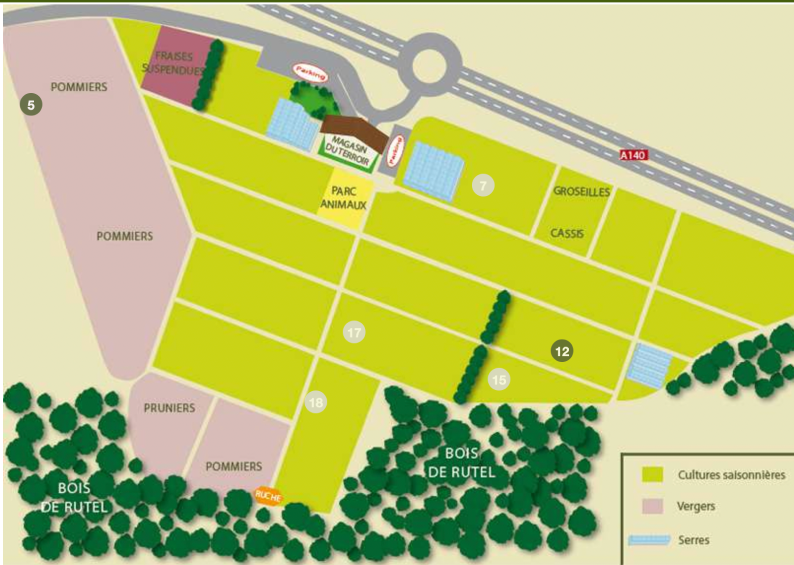 FRAISES
SUSPENDUES
Parking
POMMIERS
5
MAGASIN
DU TERROIR
Parking
A140
7
GROSEILLES
PARC
ANIMAUX
CASSIS
POMMIERS
17
12
15
18
PRUNIERS
POMMIERS
RUCHE
BOIS
DE RUTEL
BOIS
DE RUTEL
Cultures saisonnières
Vergers
Serres